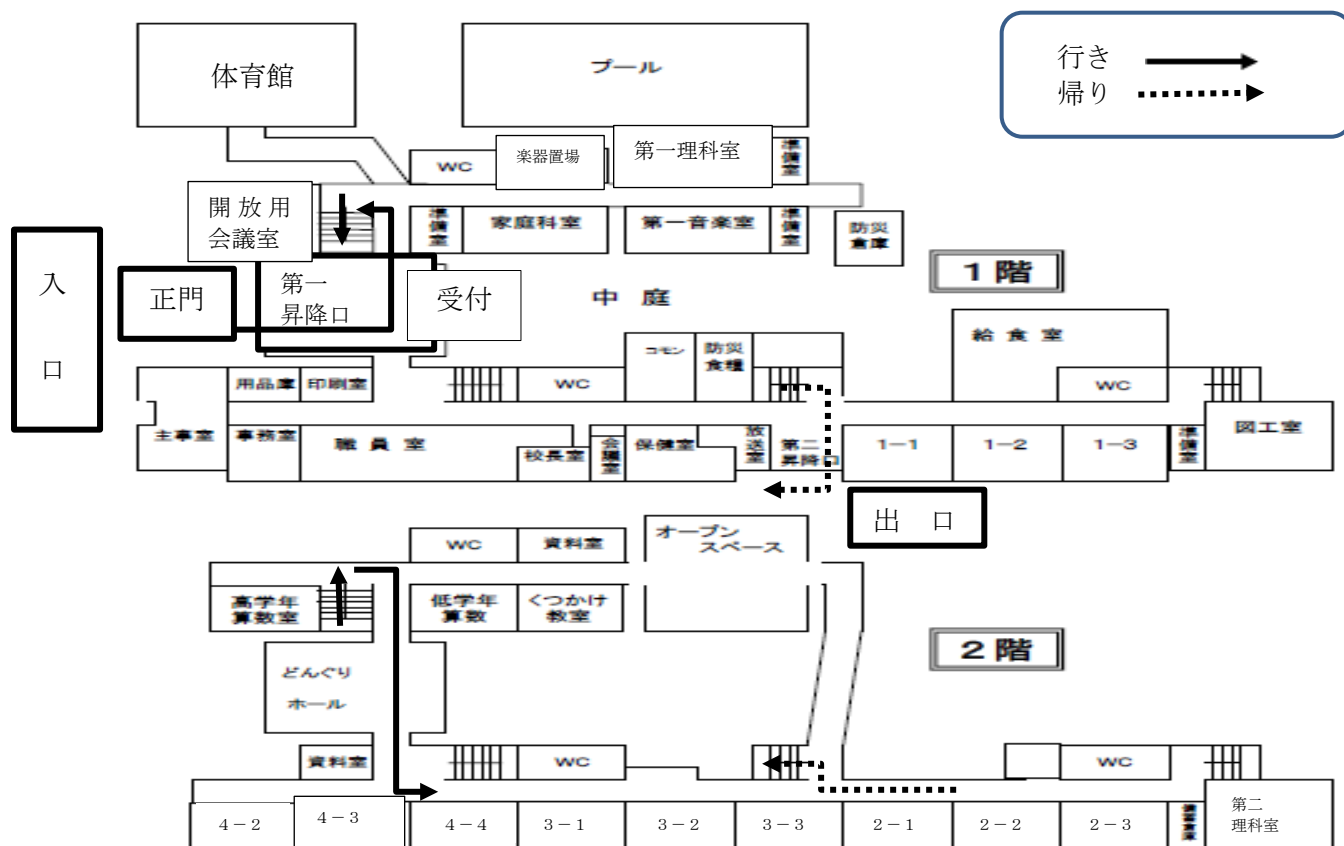 行き
帰り
体育館
プール
WC
楽器置場
第一理科室
準備室
開放用
会議室
準備室
家庭科室
第一音楽室
準備室
防災
倉庫
入
口
正門
第一
昇降口
受付
中庭
1階
給食室
用品庫
印刷室
WC
コモン
防災
食糧
WC
主事室
事務室
職員室
校長室
会議室
保健室
放送室
第二
昇降口
1-1
1-2
1-3
準備室
図工室
出口
WC
資料室
オープン
スペース
高学年
算数室
低学年
算数
くつかけ
教室
2階
どんぐり
ホール
資料室
WC
WC
4-2
4-3
4-4
3-1
3-2
3-3
2-1
2-2
2-3
第二
理科室